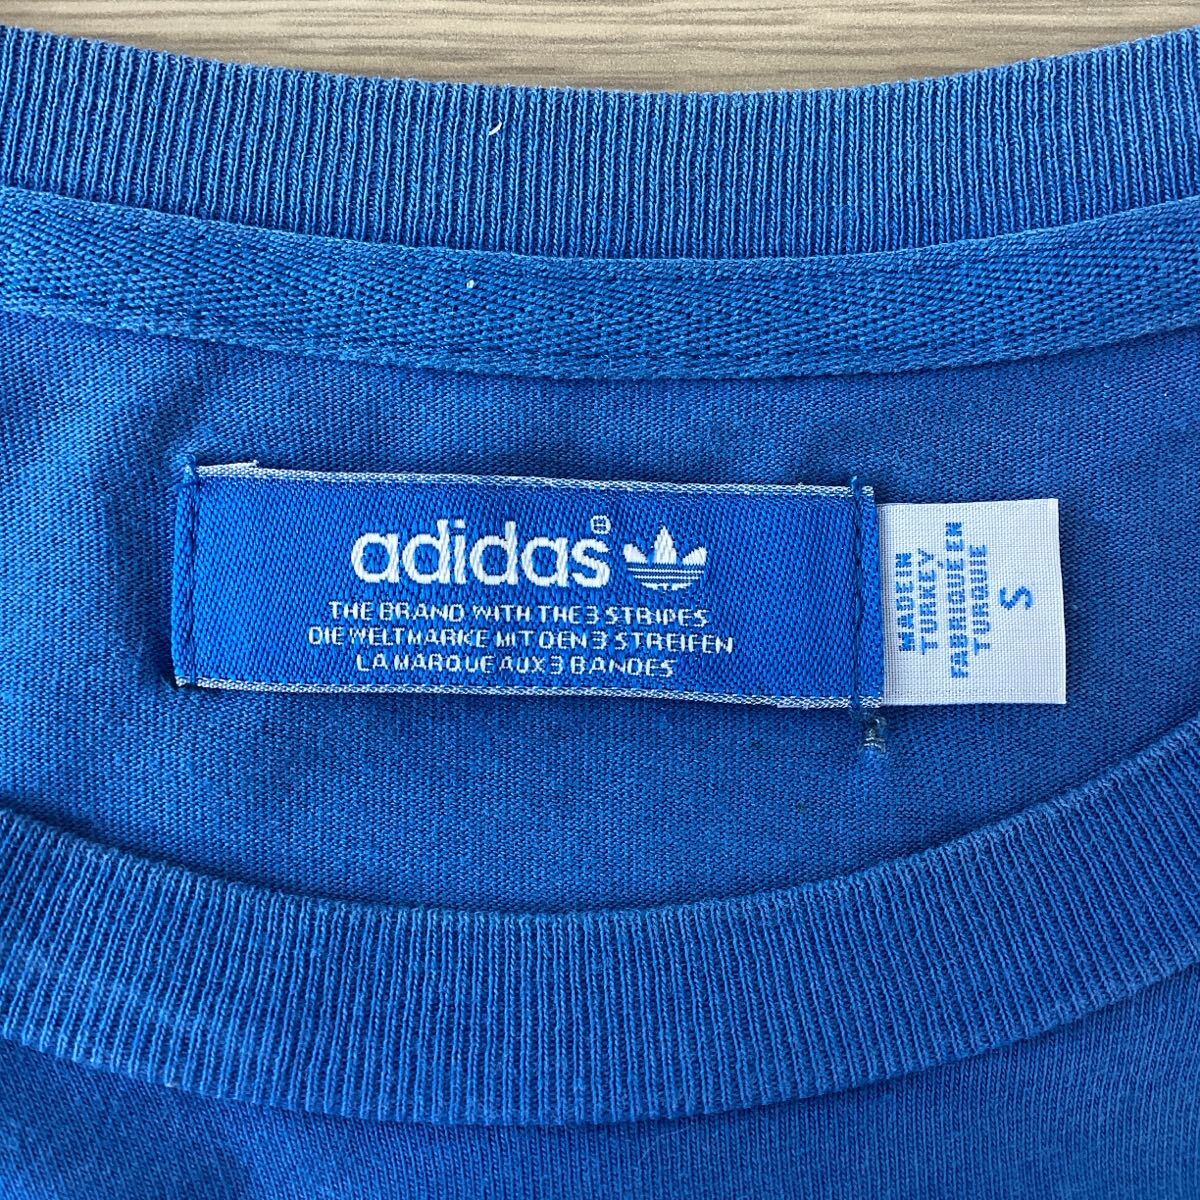 adidas®
THE BRAND WITH THE 3 STRIPES
DIE WELTMARKE MIT DEN 3 STREIFEN
LA MARQUE AUX 3 BANDES
MADE IN
TURKEY
FABRIQUÉ EN
TURQUIE
S